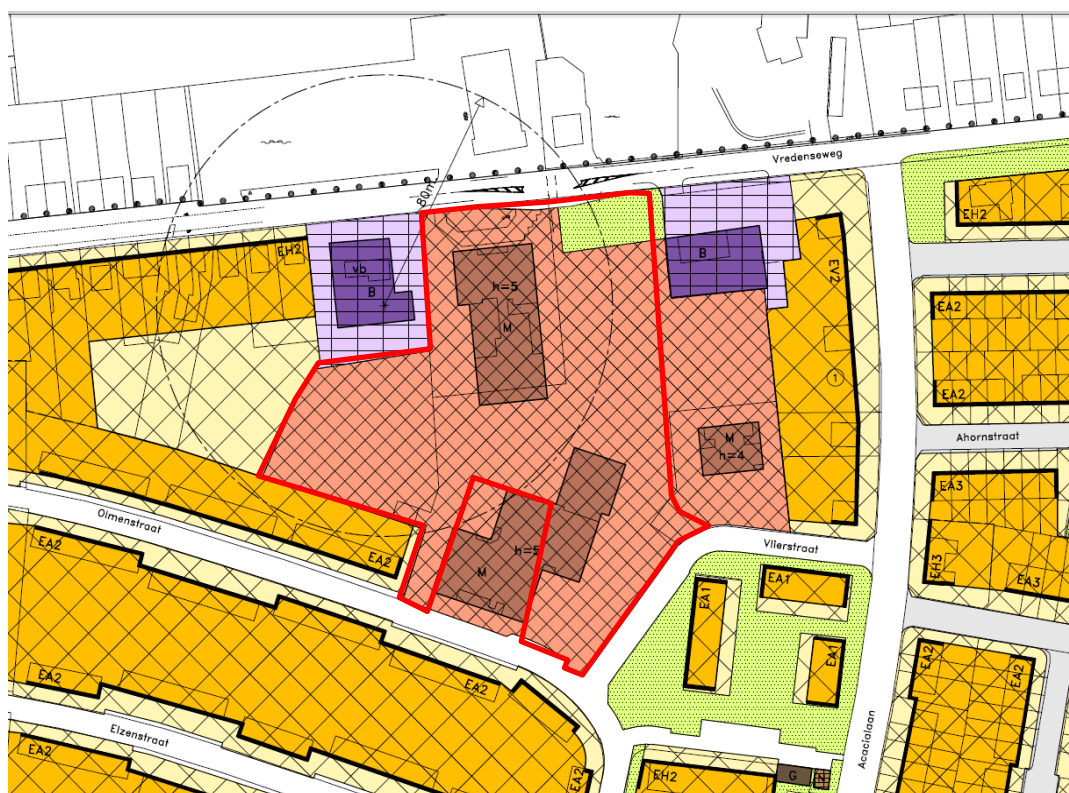 Vredenseweg
80m
EH2
EH2
vb
B
B
h=5
M
EV2
1
EA2
EA2
M
h=4
Ahornstraat
EA3
EH3
EA3
Olmenstraat
EA2
EA2
h=5
M
Vlierstraat
EA1
EA1
EA1
EA2
EA2
EA2
EA2
Elzenstraat
EA2
EA2
EH2
G
Acacialaan